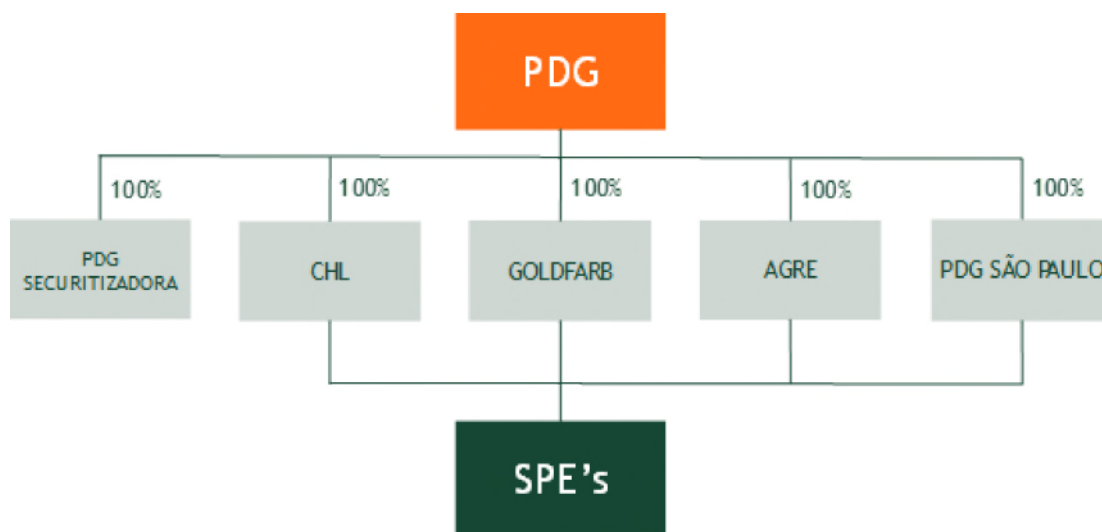 PDG
100%
100%
100%
100%
100%
PDG
SECURITIZADORA
CHL
GOLDFARB
AGRE
PDG SÃO PAULO
SPE's